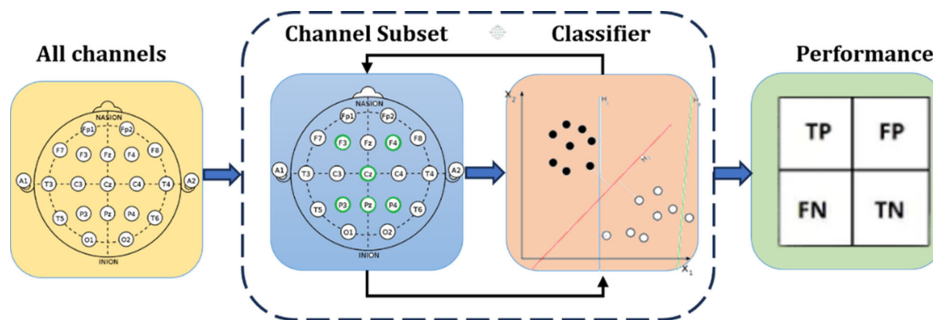 All channels
Channel Subset
Classifier
Performance
NASION
Fp1 Fp2
F7 F3 Fz F4 F8
A1 T3 C3 Cz C4 T4 A2
T5 P3 Pz P4 T6
O1 O2
INION
NASION
Fp1 Fp2
F7 F3 Fz F4 F8
A1 T3 C3 Cz C4 T4 A2
T5 P3 Pz P4 T6
O1 O2
INION
X2
X1
TP FP
FN TN